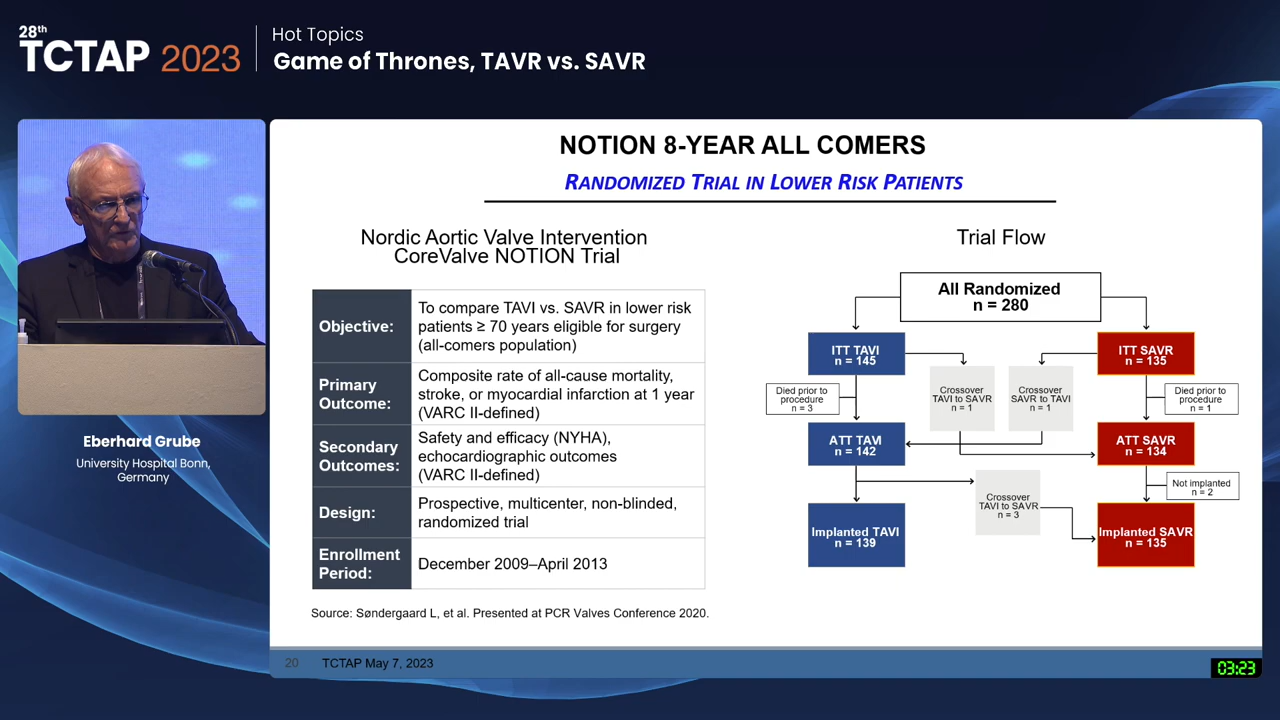 28th
TCTAP 2023
Hot Topics
Game of Thrones, TAVR vs. SAVR
Eberhard Grube
University Hospital Bonn,
Germany
NOTION 8-YEAR ALL COMERS
RANDOMIZED TRIAL IN LOWER RISK PATIENTS
Nordic Aortic Valve Intervention
CoreValve NOTION Trial
Objective:
To compare TAVI vs. SAVR in lower risk
patients ≥ 70 years eligible for surgery
(all-comers population)
Primary
Outcome:
Composite rate of all-cause mortality,
stroke, or myocardial infarction at 1 year
(VARC II-defined)
Secondary
Outcomes:
Safety and efficacy (NYHA),
echocardiographic outcomes
(VARC II-defined)
Design:
Prospective, multicenter, non-blinded,
randomized trial
Enrollment
Period:
December 2009–April 2013
Source: Søndergaard L, et al. Presented at PCR Valves Conference 2020.
Trial Flow
All Randomized
n = 280
ITT TAVI
n = 145
ITT SAVR
n = 135
Died prior to
procedure
n = 3
Crossover
TAVI to SAVR
n = 1
Crossover
SAVR to TAVI
n = 1
Died prior to
procedure
n = 1
ATT TAVI
n = 142
ATT SAVR
n = 134
Crossover
TAVI to SAVR
n = 3
Not implanted
n = 2
Implanted TAVI
n = 139
Implanted SAVR
n = 135
20
TCTAP May 7, 2023
03:23